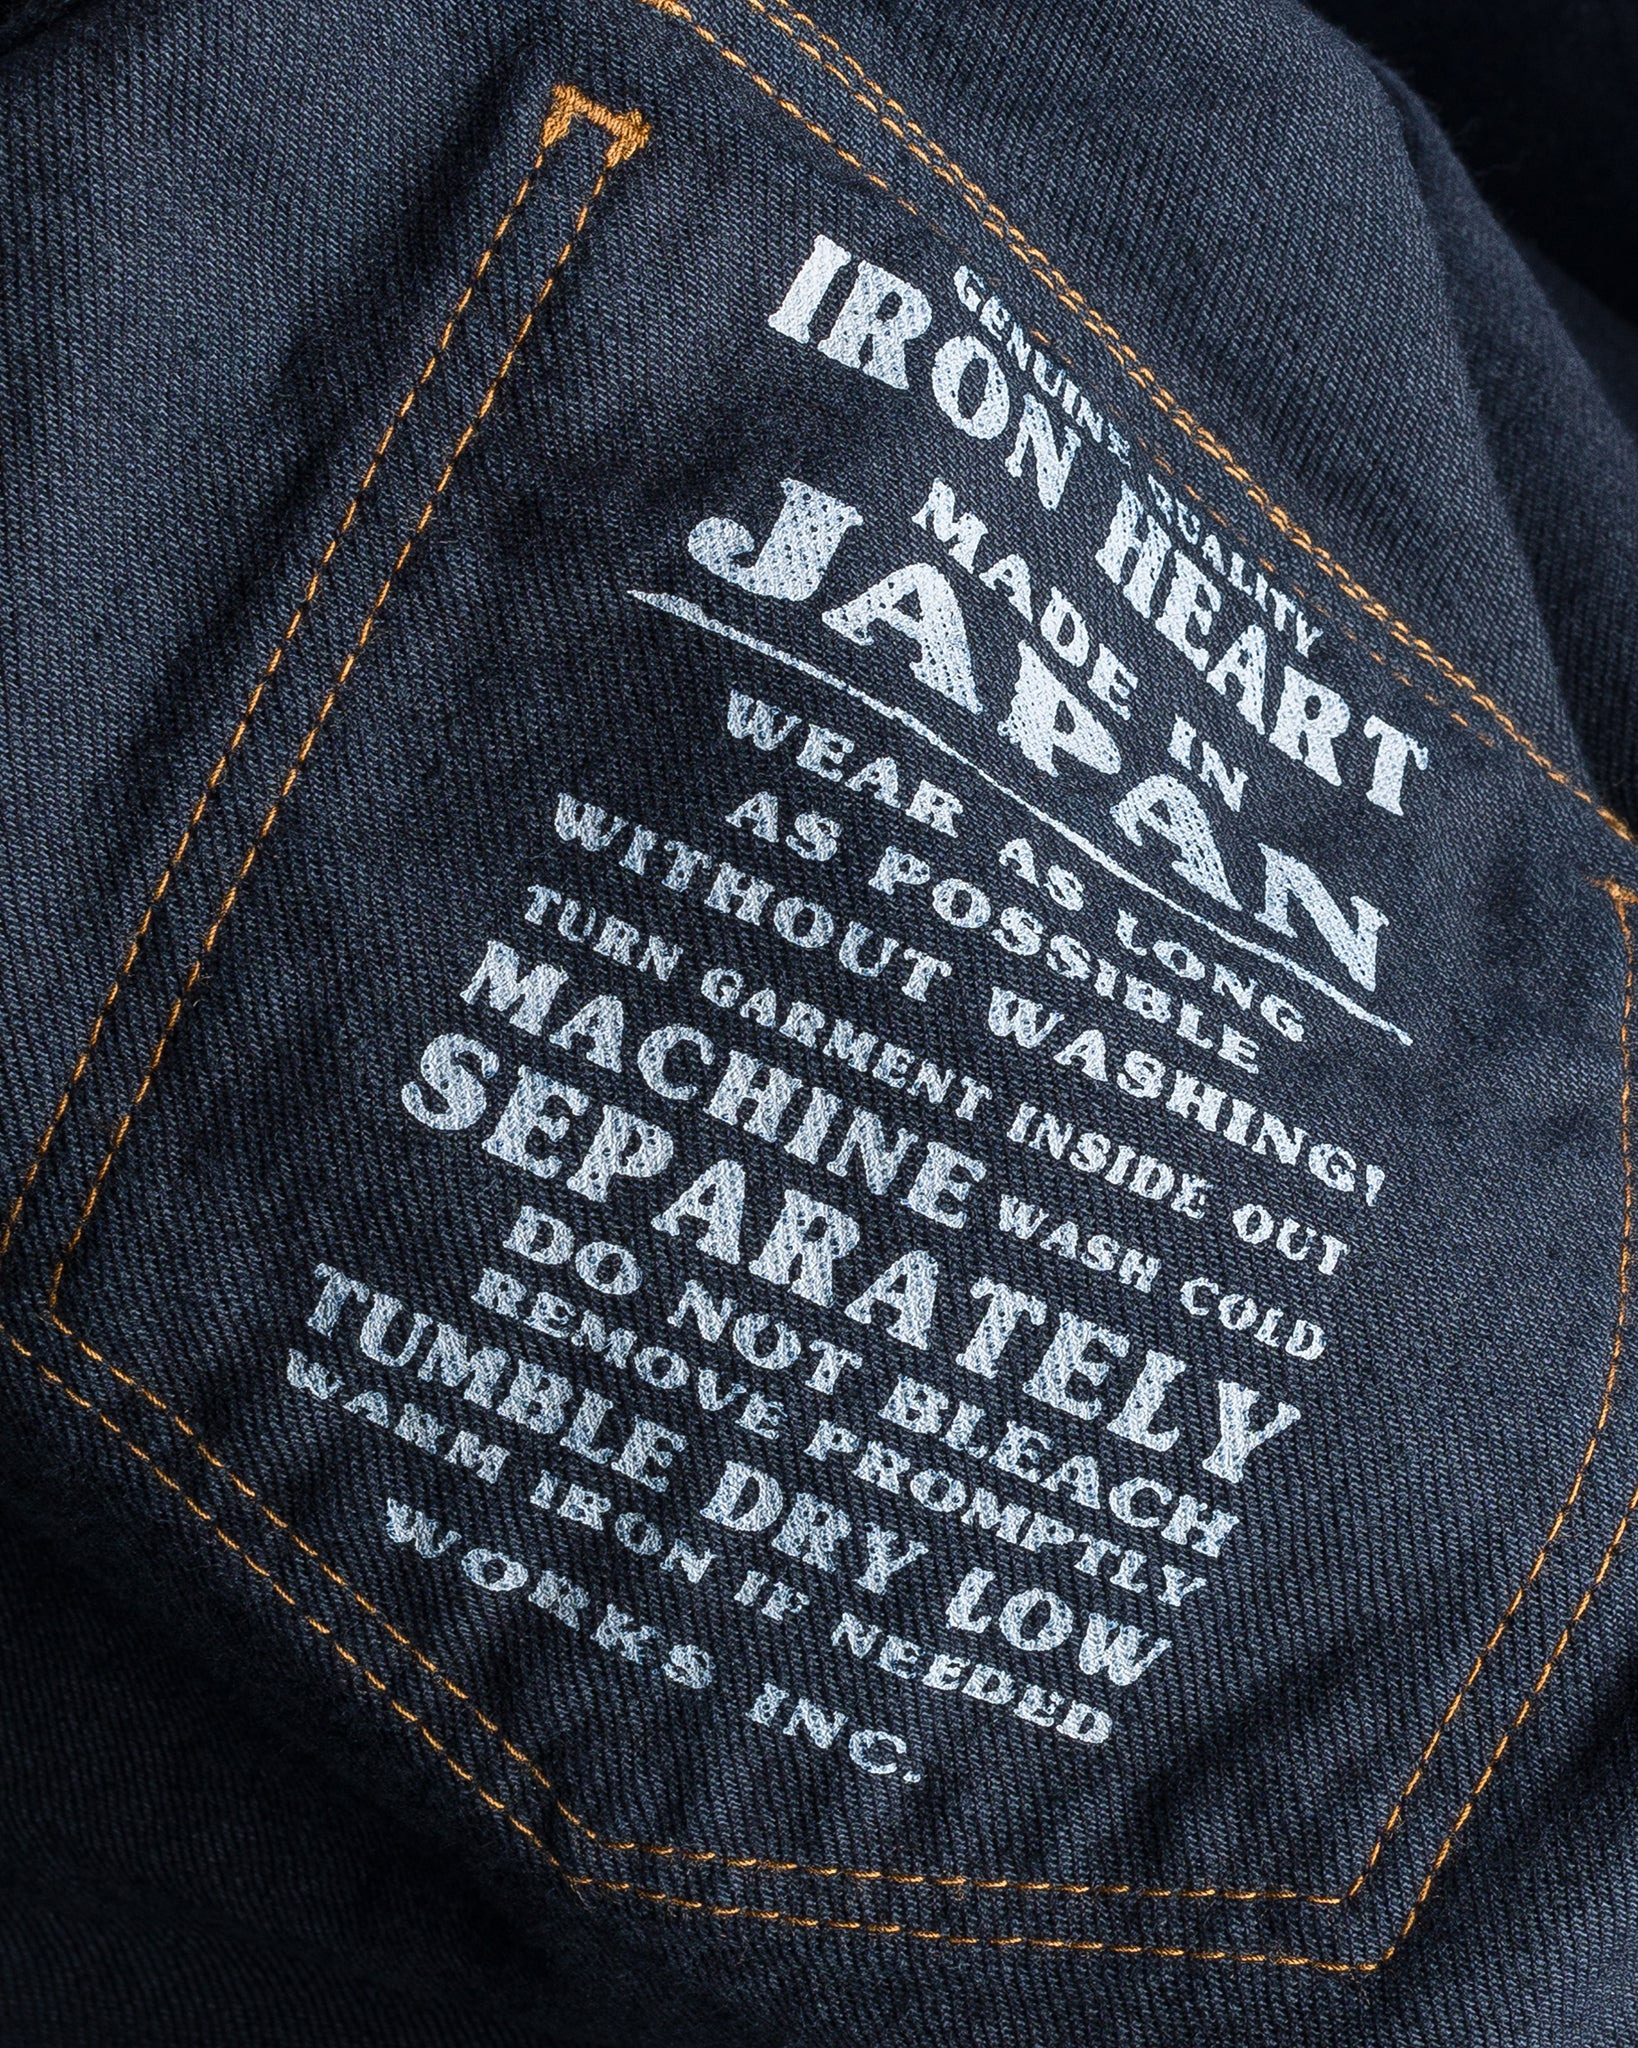 GENUINE QUALITY
IRON HEART
MADE IN
JAPAN
WEAR AS LONG
AS POSSIBLE
WITHOUT WASHING!
TURN GARMENT INSIDE OUT
MACHINE WASH COLD
SEPARATELY
DO NOT BLEACH
REMOVE PROMPTLY
TUMBLE DRY LOW
WARM IRON IF NEEDED
WORKS INC.